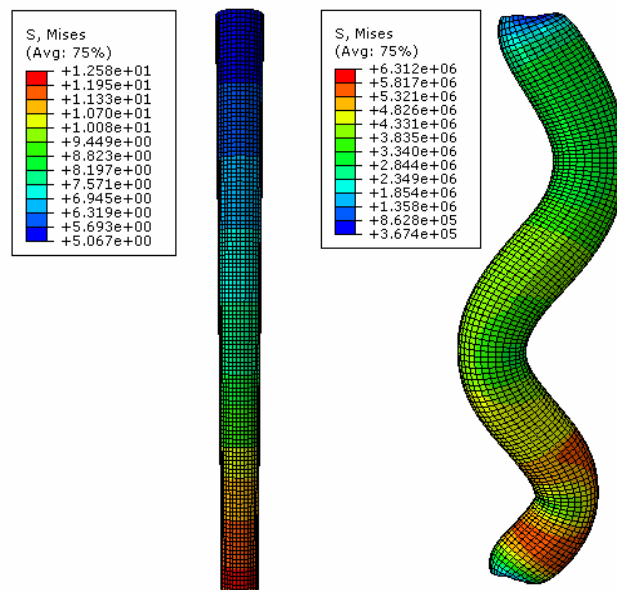 S, Mises
(Avg: 75%)
+1.258e+01
+1.195e+01
+1.133e+01
+1.070e+01
+1.008e+01
+9.449e+00
+8.823e+00
+8.197e+00
+7.571e+00
+6.945e+00
+6.319e+00
+5.693e+00
+5.067e+00
S, Mises
(Avg: 75%)
+6.312e+06
+5.817e+06
+5.321e+06
+4.826e+06
+4.331e+06
+3.835e+06
+3.340e+06
+2.844e+06
+2.349e+06
+1.854e+06
+1.358e+06
+8.628e+05
+3.674e+05